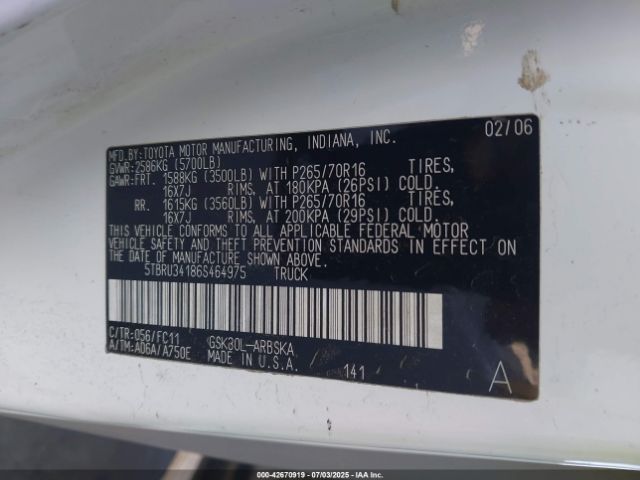 MFD.BY:TOYOTA MOTOR MANUFACTURING, INDIANA, INC. 02/06
GVWR:2586KG (5700LB)
GAWR:FRT. 1588KG (3500LB) WITH P265/70R16 TIRES,
16X7J RIMS, AT 180KPA (26PSI) COLD.
RR. 1615KG (3560LB) WITH P265/70R16 TIRES,
16X7J RIMS, AT 200KPA (29PSI) COLD.
THIS VEHICLE CONFORMS TO ALL APPLICABLE FEDERAL MOTOR
VEHICLE SAFETY AND THEFT PREVENTION STANDARDS IN EFFECT ON
THE DATE OF MANUFACTURE SHOWN ABOVE.
5TBRU34186S464975 TRUCK
C/TR:056/FC11 GSK30L-ARBSKA
A/TM:AD6A/A750E MADE IN U.S.A. 141 A
000-42670919 - 07/03/2025 - IAAI.COM